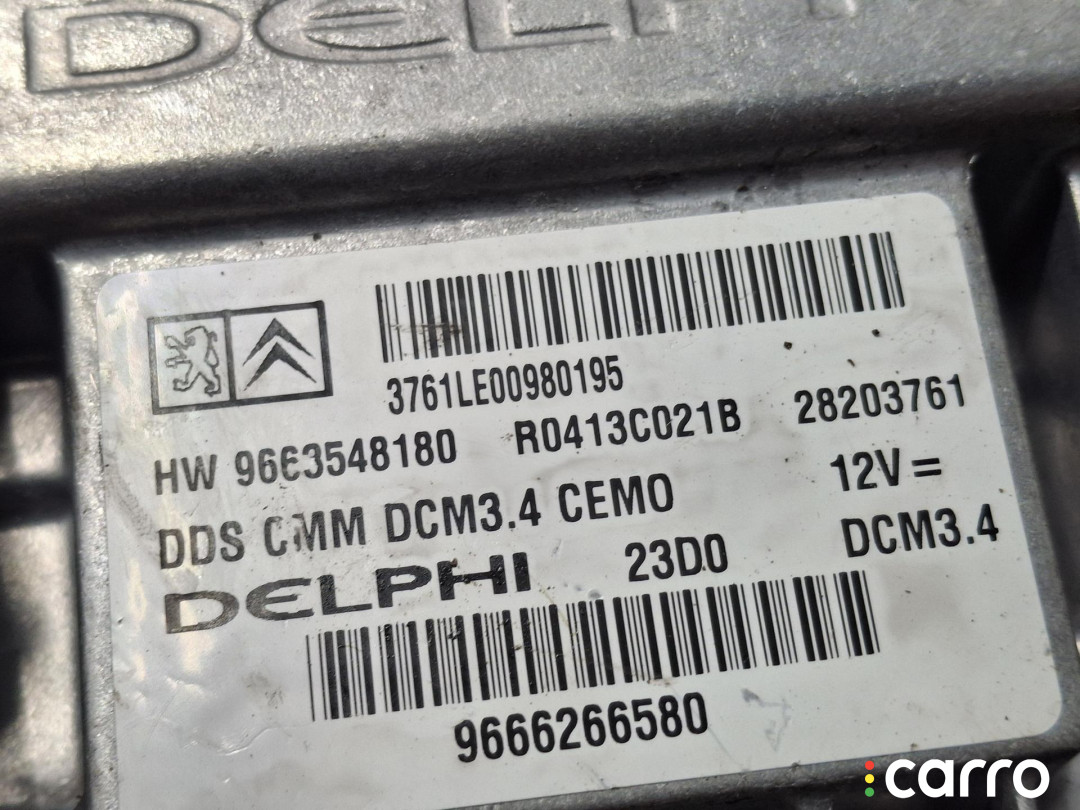 DELPHI
3761LE00980195
HW 9663548180 R0413C021B 28203761
DDS CMM DCM3.4 CEMO 12V =
DELPHI 23D0 DCM3.4
9666266580
carro